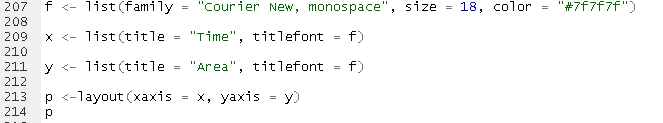 207 f <- list(family = "Courier New, monospace", size = 18, color = "#7f7f7f")
208
209 x <- list(title = "Time", titlefont = f)
210
211 y <- list(title = "Area", titlefont = f)
212
213 p <-layout(xaxis = x, yaxis = y)
214 p